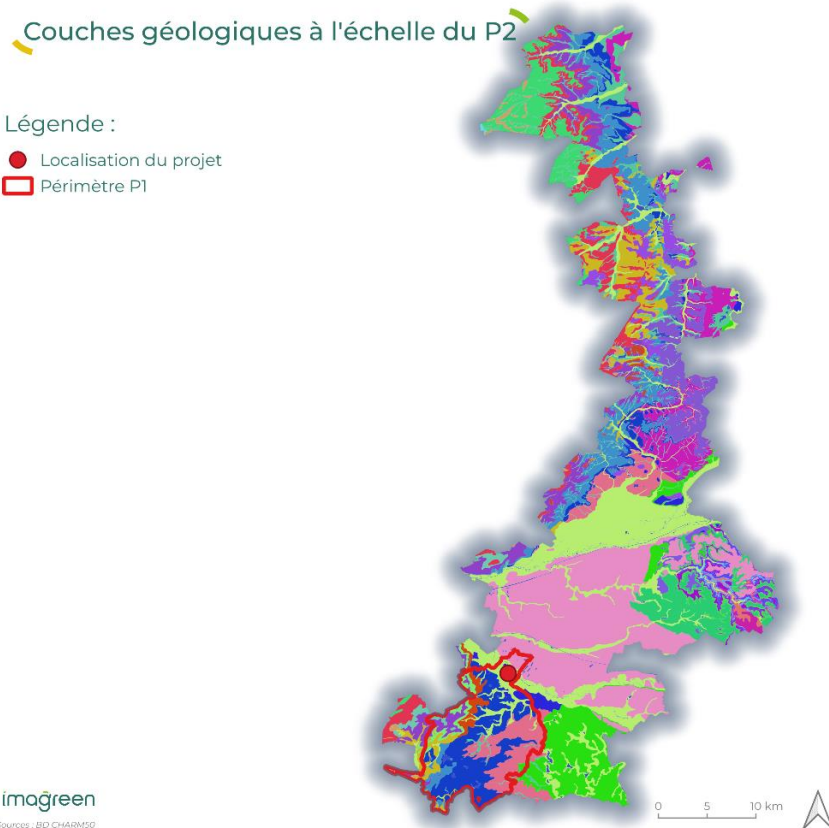 Couches géologiques à l'échelle du P2
Légende :
Localisation du projet
Périmètre P1
imagreen
Sources : BD CHARM50
0 5 10 km